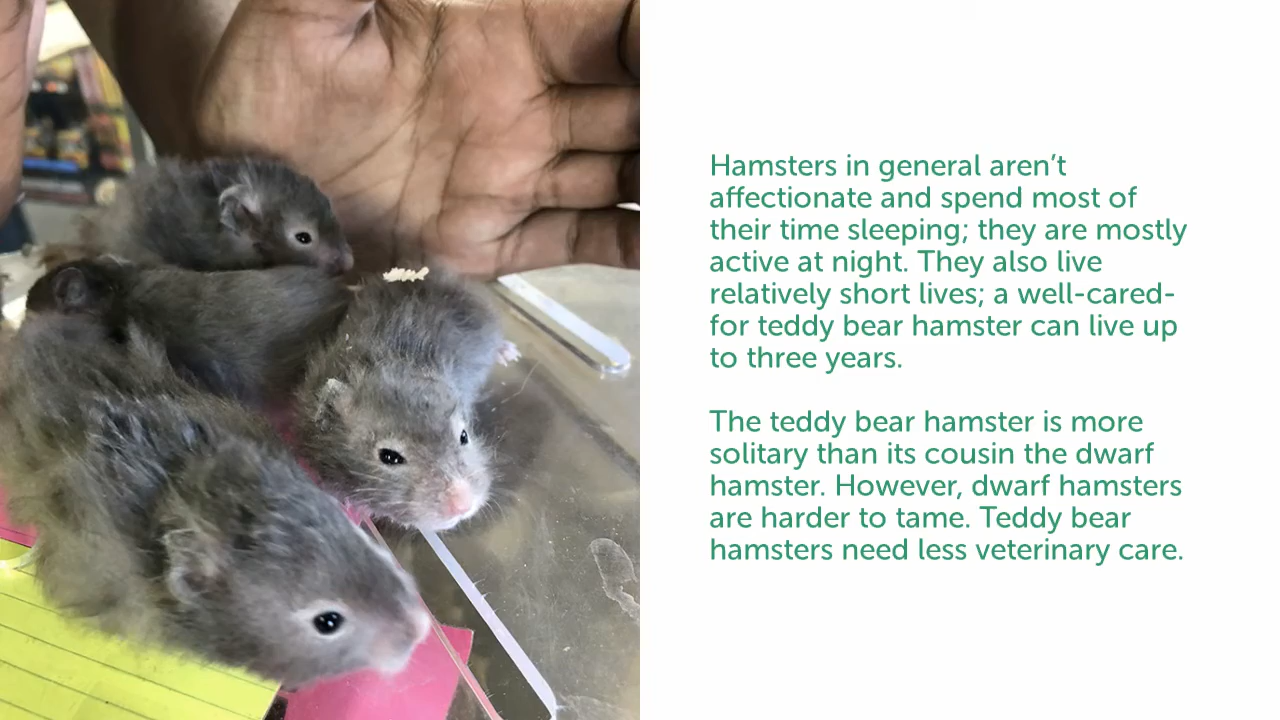 Hamsters in general aren’t
affectionate and spend most of
their time sleeping; they are mostly
active at night. They also live
relatively short lives; a well-cared-
for teddy bear hamster can live up
to three years.
The teddy bear hamster is more
solitary than its cousin the dwarf
hamster. However, dwarf hamsters
are harder to tame. Teddy bear
hamsters need less veterinary care.